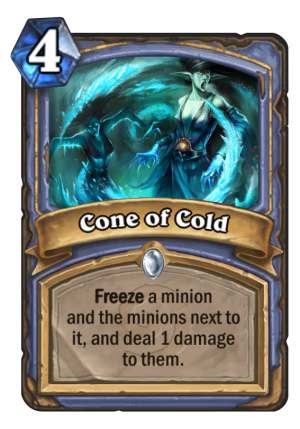 4
Cone of Cold
Freeze a minion
and the minions next to
it, and deal 1 damage
to them.